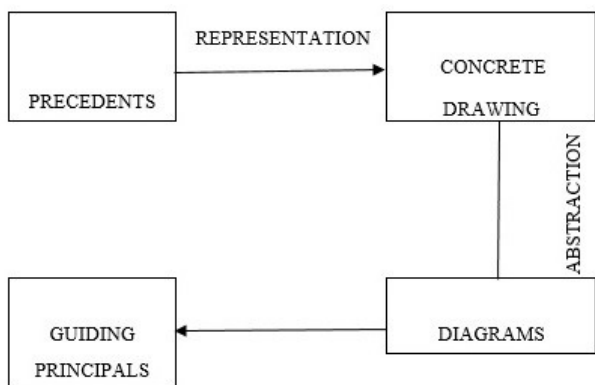 REPRESENTATION
PRECEDENTS
CONCRETE
DRAWING
ABSTRACTION
GUIDING
PRINCIPALS
DIAGRAMS